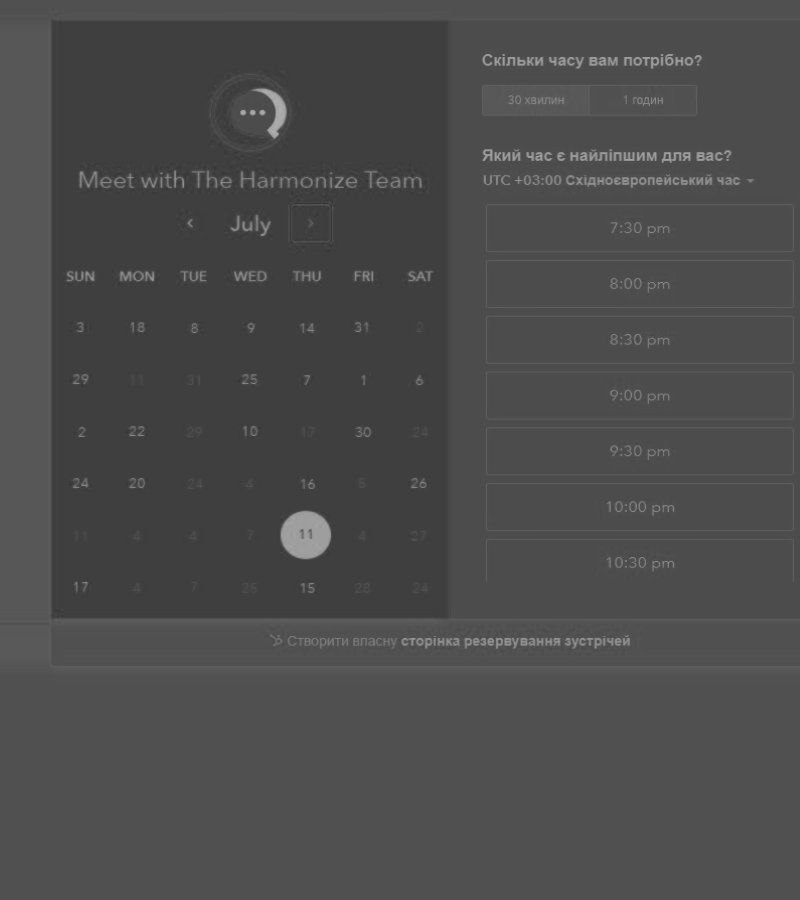 Meet with The Harmonize Team
July
SUN MON TUE WED THU FRI SAT
3 18 8 9 14 31 2
29 11 31 25 7 1 6
2 22 29 10 17 30 24
24 20 24 4 16 5 26
11 4 4 7 11 4 27
17 4 7 25 15 28 24
Скільки часу вам потрібно?
30 хвилин 1 годин
Який час є найліпшим для вас?
UTC +03:00 Східноєвропейський час
7:30 pm
8:00 pm
8:30 pm
9:00 pm
9:30 pm
10:00 pm
10:30 pm
Створити власну сторінка резервування зустрічей